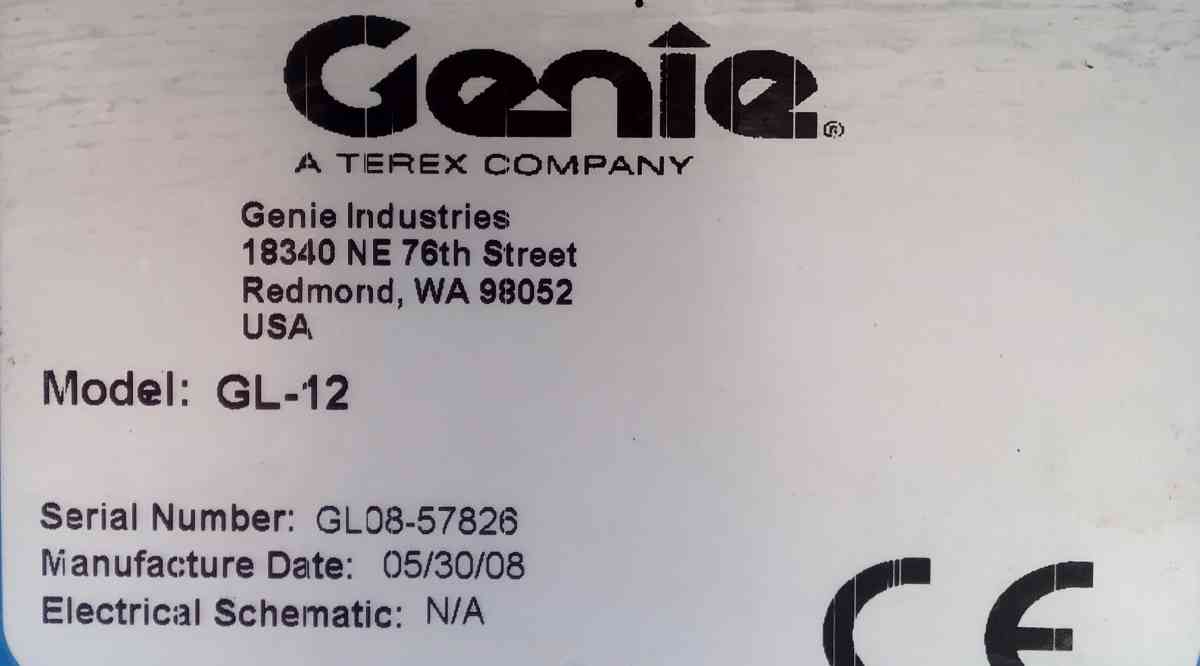 Genie®
A TEREX COMPANY
Genie Industries
18340 NE 76th Street
Redmond, WA 98052
USA
Model: GL-12
Serial Number: GL08-57826
Manufacture Date: 05/30/08
Electrical Schematic: N/A
CE